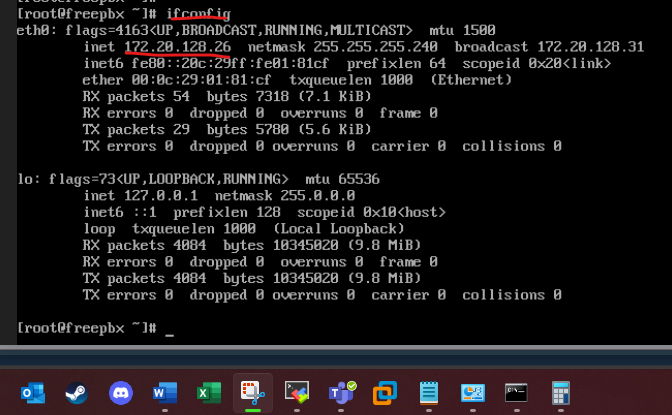 [root@freepbx ~]# ifconfig
eth0: flags=4163<UP,BROADCAST,RUNNING,MULTICAST>  mtu 1500
inet 172.20.128.26  netmask 255.255.255.240  broadcast 172.20.128.31
inet6 fe80::20c:29ff:fe01:81cf  prefixlen 64  scopeid 0x20<link>
ether 00:0c:29:01:81:cf  txqueuelen 1000  (Ethernet)
RX packets 54  bytes 7318 (7.1 KiB)
RX errors 0  dropped 0  overruns 0  frame 0
TX packets 29  bytes 5780 (5.6 KiB)
TX errors 0  dropped 0 overruns 0  carrier 0  collisions 0
lo: flags=73<UP,LOOPBACK,RUNNING>  mtu 65536
inet 127.0.0.1  netmask 255.0.0.0
inet6 ::1  prefixlen 128  scopeid 0x10<host>
loop  txqueuelen 1000  (Local Loopback)
RX packets 4084  bytes 10345020 (9.8 MiB)
RX errors 0  dropped 0  overruns 0  frame 0
TX packets 4084  bytes 10345020 (9.8 MiB)
TX errors 0  dropped 0 overruns 0  carrier 0  collisions 0
[root@freepbx ~]# _